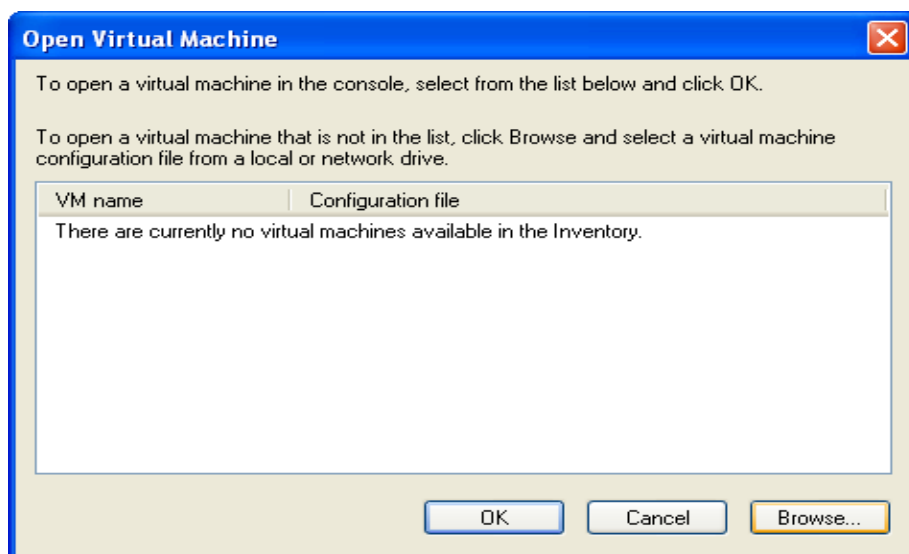 Open Virtual Machine
To open a virtual machine in the console, select from the list below and click OK.
To open a virtual machine that is not in the list, click Browse and select a virtual machine
configuration file from a local or network drive.
VM name Configuration file
There are currently no virtual machines available in the Inventory.
OK Cancel Browse...